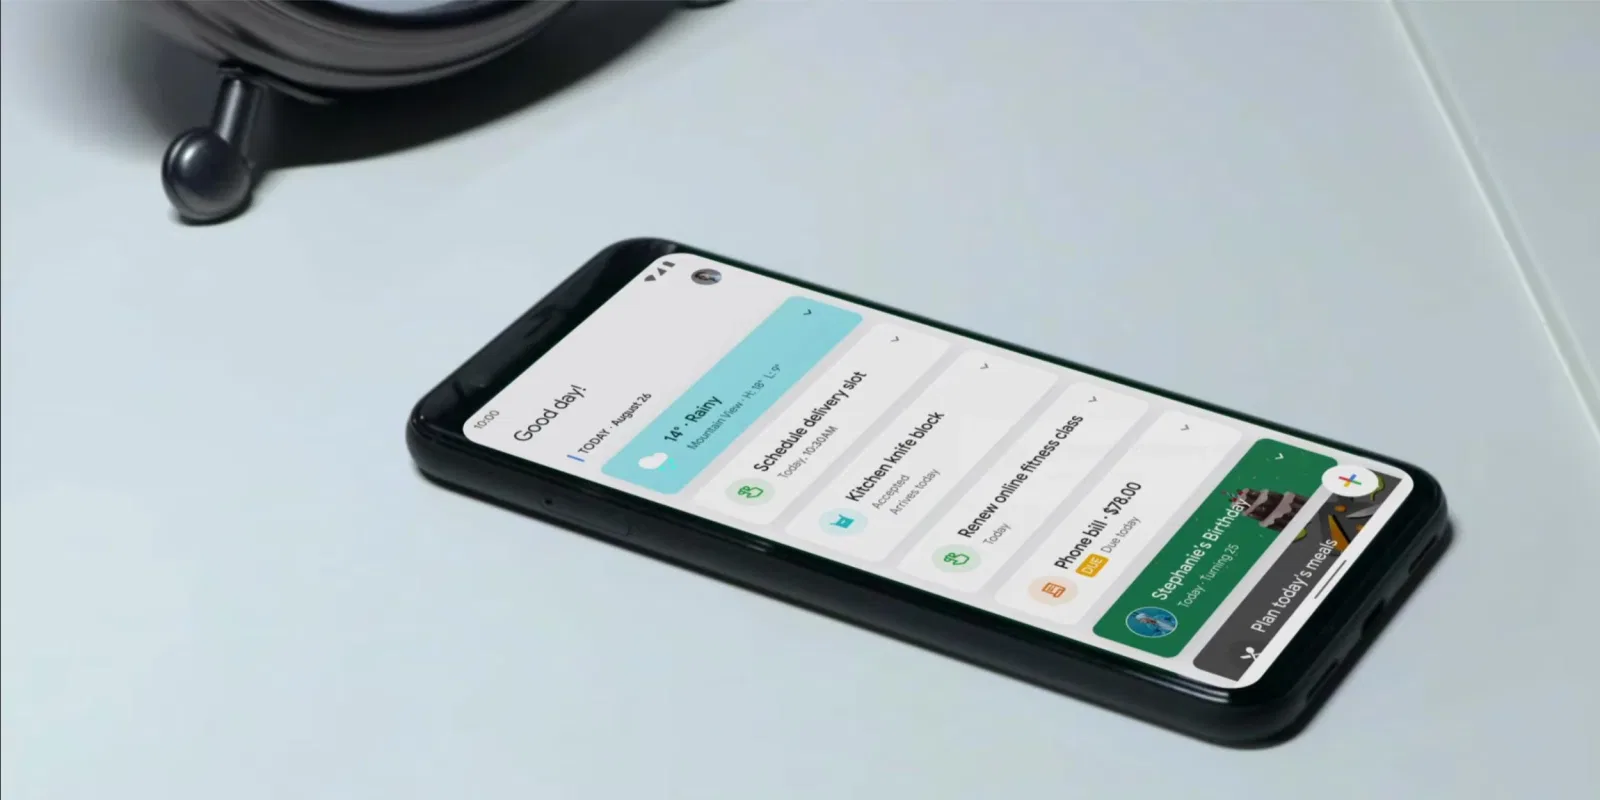 10:00
Good day!
TODAY · August 26
14° · Rainy
Mountain View · H: 18° L: 9°
Schedule delivery slot
Today, 10:30AM
Kitchen knife block
Accepted
Arrives today
Renew online fitness class
Today
Phone bill · $78.00
DUE Due today
Stephanie's Birthday
Today · Turning 25
Plan today's meals